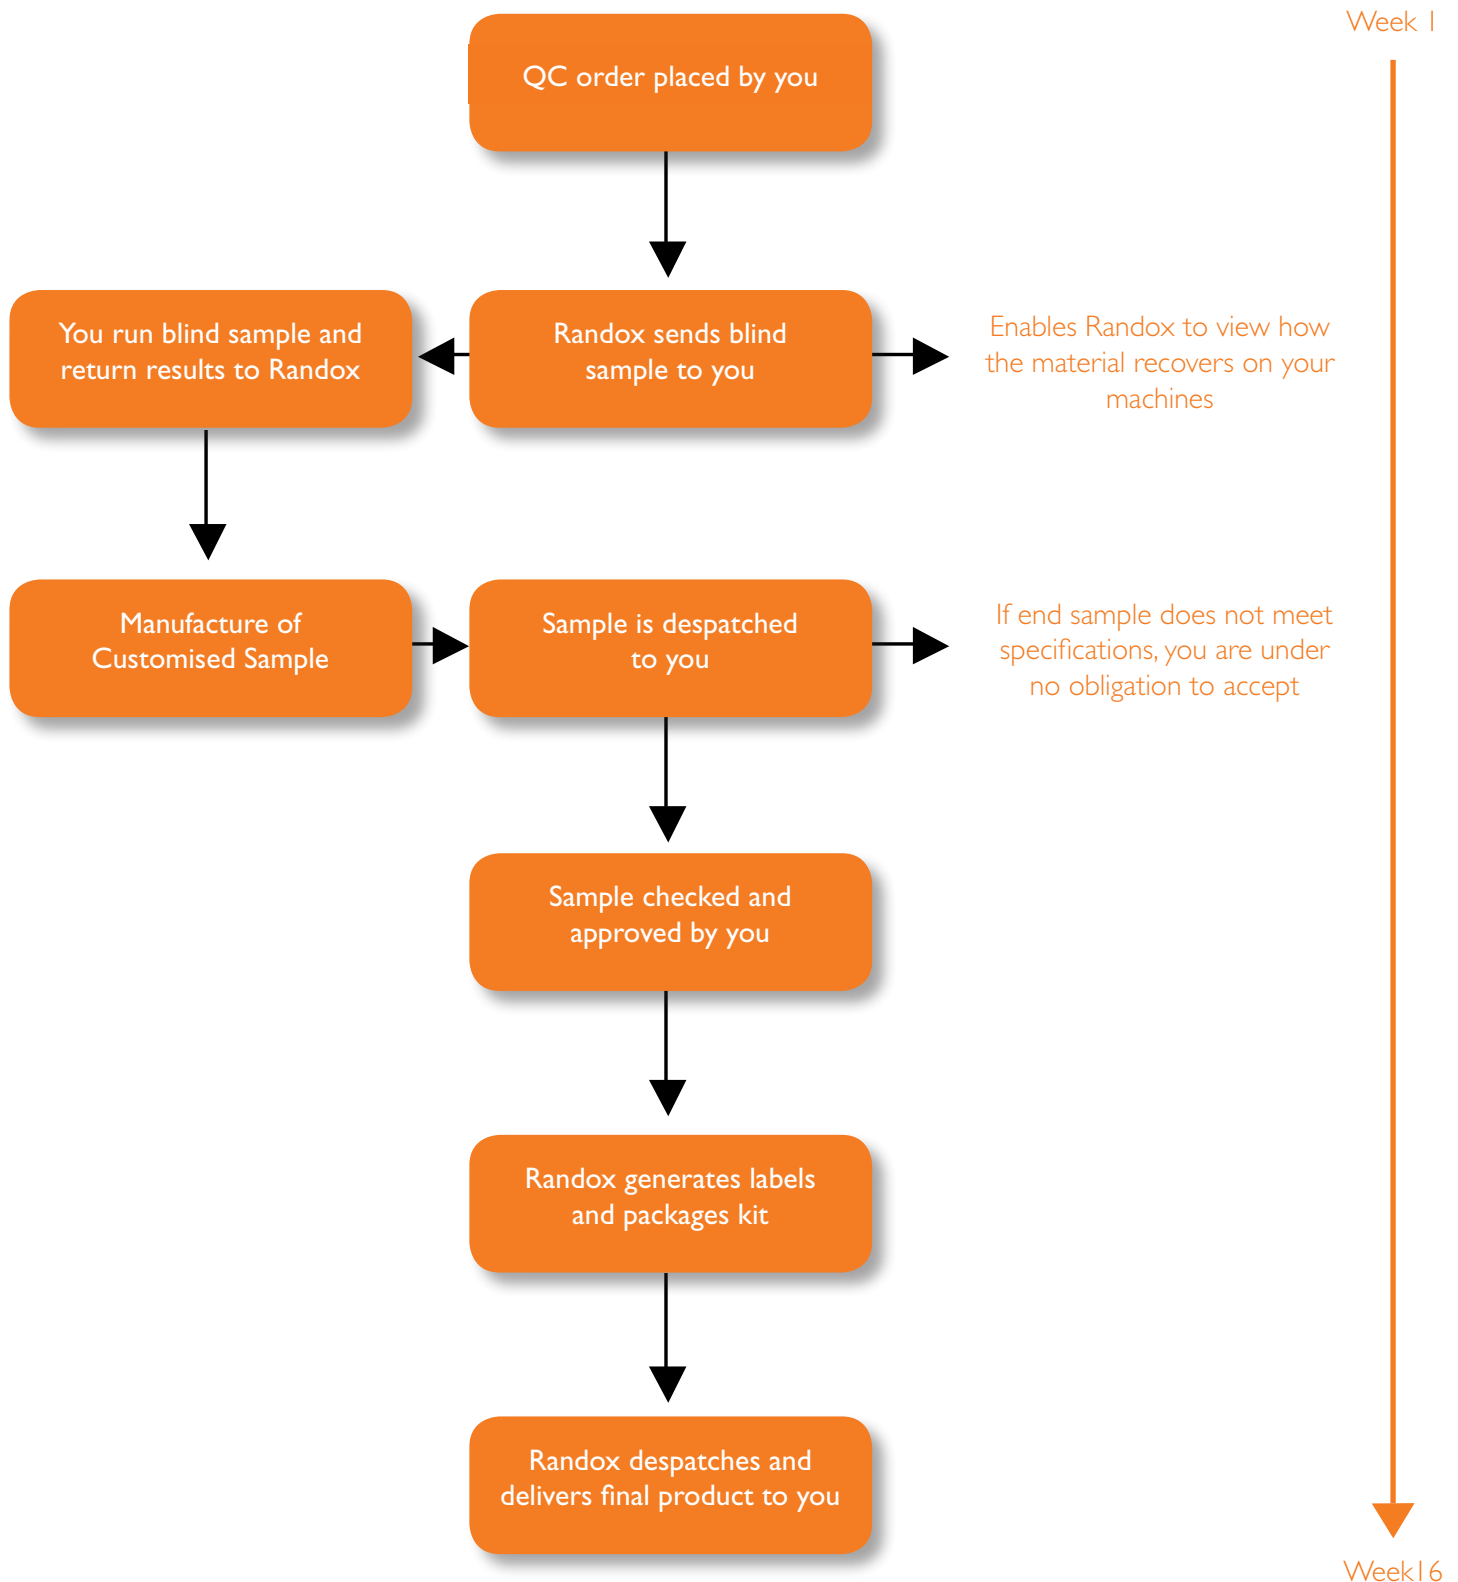 Week 1
QC order placed by you
You run blind sample and
return results to Randox
Randox sends blind
sample to you
Enables Randox to view how
the material recovers on your
machines
Manufacture of
Customised Sample
Sample is despatched
to you
If end sample does not meet
specifications, you are under
no obligation to accept
Sample checked and
approved by you
Randox generates labels
and packages kit
Randox despatches and
delivers final product to you
Week16